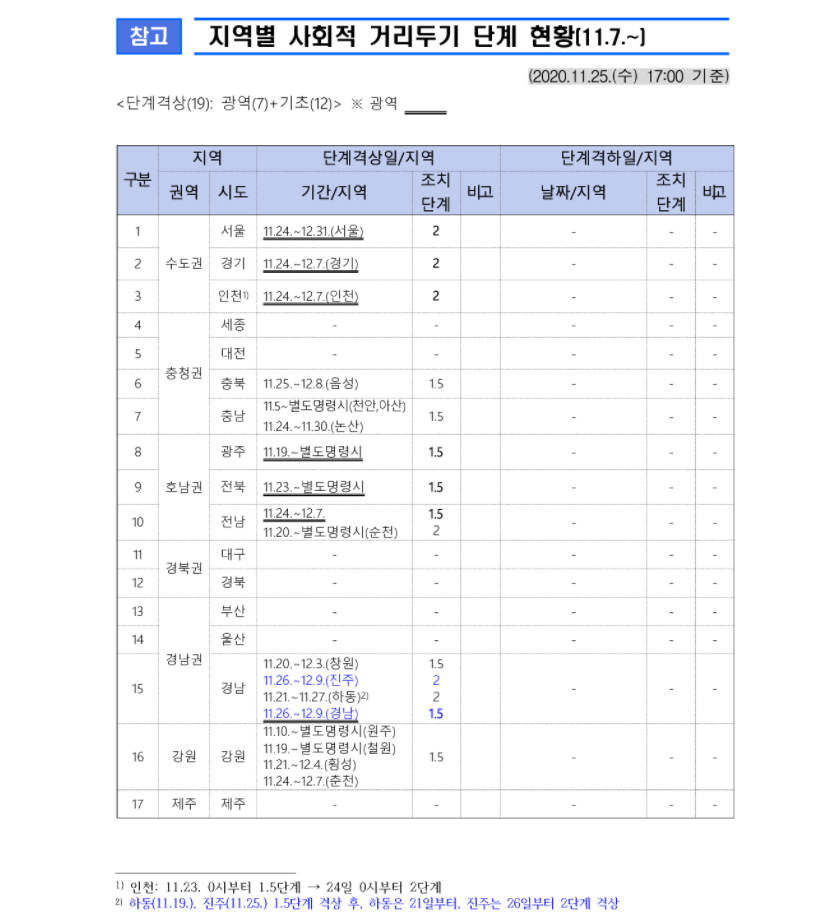 참고 지역별 사회적 거리두기 단계 현황(11.7.~)
(2020.11.25.(수) 17:00 기준)
<단계격상(19): 광역(7)+기초(12)> ※ 광역
구분 지역 단계격상일/지역 단계격하일/지역
권역 시도 기간/지역 조치 단계 비고 날짜/지역 조치 단계 비고
1 수도권 서울 11.24.~12.31.(서울) 2 - - -
2 경기 11.24.~12.7.(경기) 2 - - -
3 인천1) 11.24.~12.7.(인천) 2 - - -
4 충청권 세종 - - - - -
5 대전 - - - - -
6 충북 11.25.~12.8.(음성) 1.5 - - -
7 충남 11.5~별도명령시(천안,아산) 1.5 - - -
11.24.~11.30.(논산)
8 호남권 광주 11.19.~별도명령시 1.5 - - -
9 전북 11.23.~별도명령시 1.5 - - -
10 전남 11.24.~12.7. 1.5 - - -
11.20.~별도명령시(순천) 2
11 경북권 대구 - - - - -
12 경북 - - - - -
13 경남권 부산 - - - - -
14 울산 - - - - -
15 경남 11.20.~12.3.(창원) 1.5 - - -
11.26.~12.9.(진주) 2
11.21.~11.27.(하동)2) 2
11.26.~12.9.(경남) 1.5
16 강원 강원 11.10.~별도명령시(원주) 1.5 - - -
11.19.~별도명령시(철원)
11.21.~12.4.(횡성)
11.24.~12.7.(춘천)
17 제주 제주 - - - - -
1) 인천: 11.23. 0시부터 1.5단계 → 24일 0시부터 2단계
2) 하동(11.19.), 진주(11.25.) 1.5단계 격상 후, 하동은 21일부터, 진주는 26일부터 2단계 격상